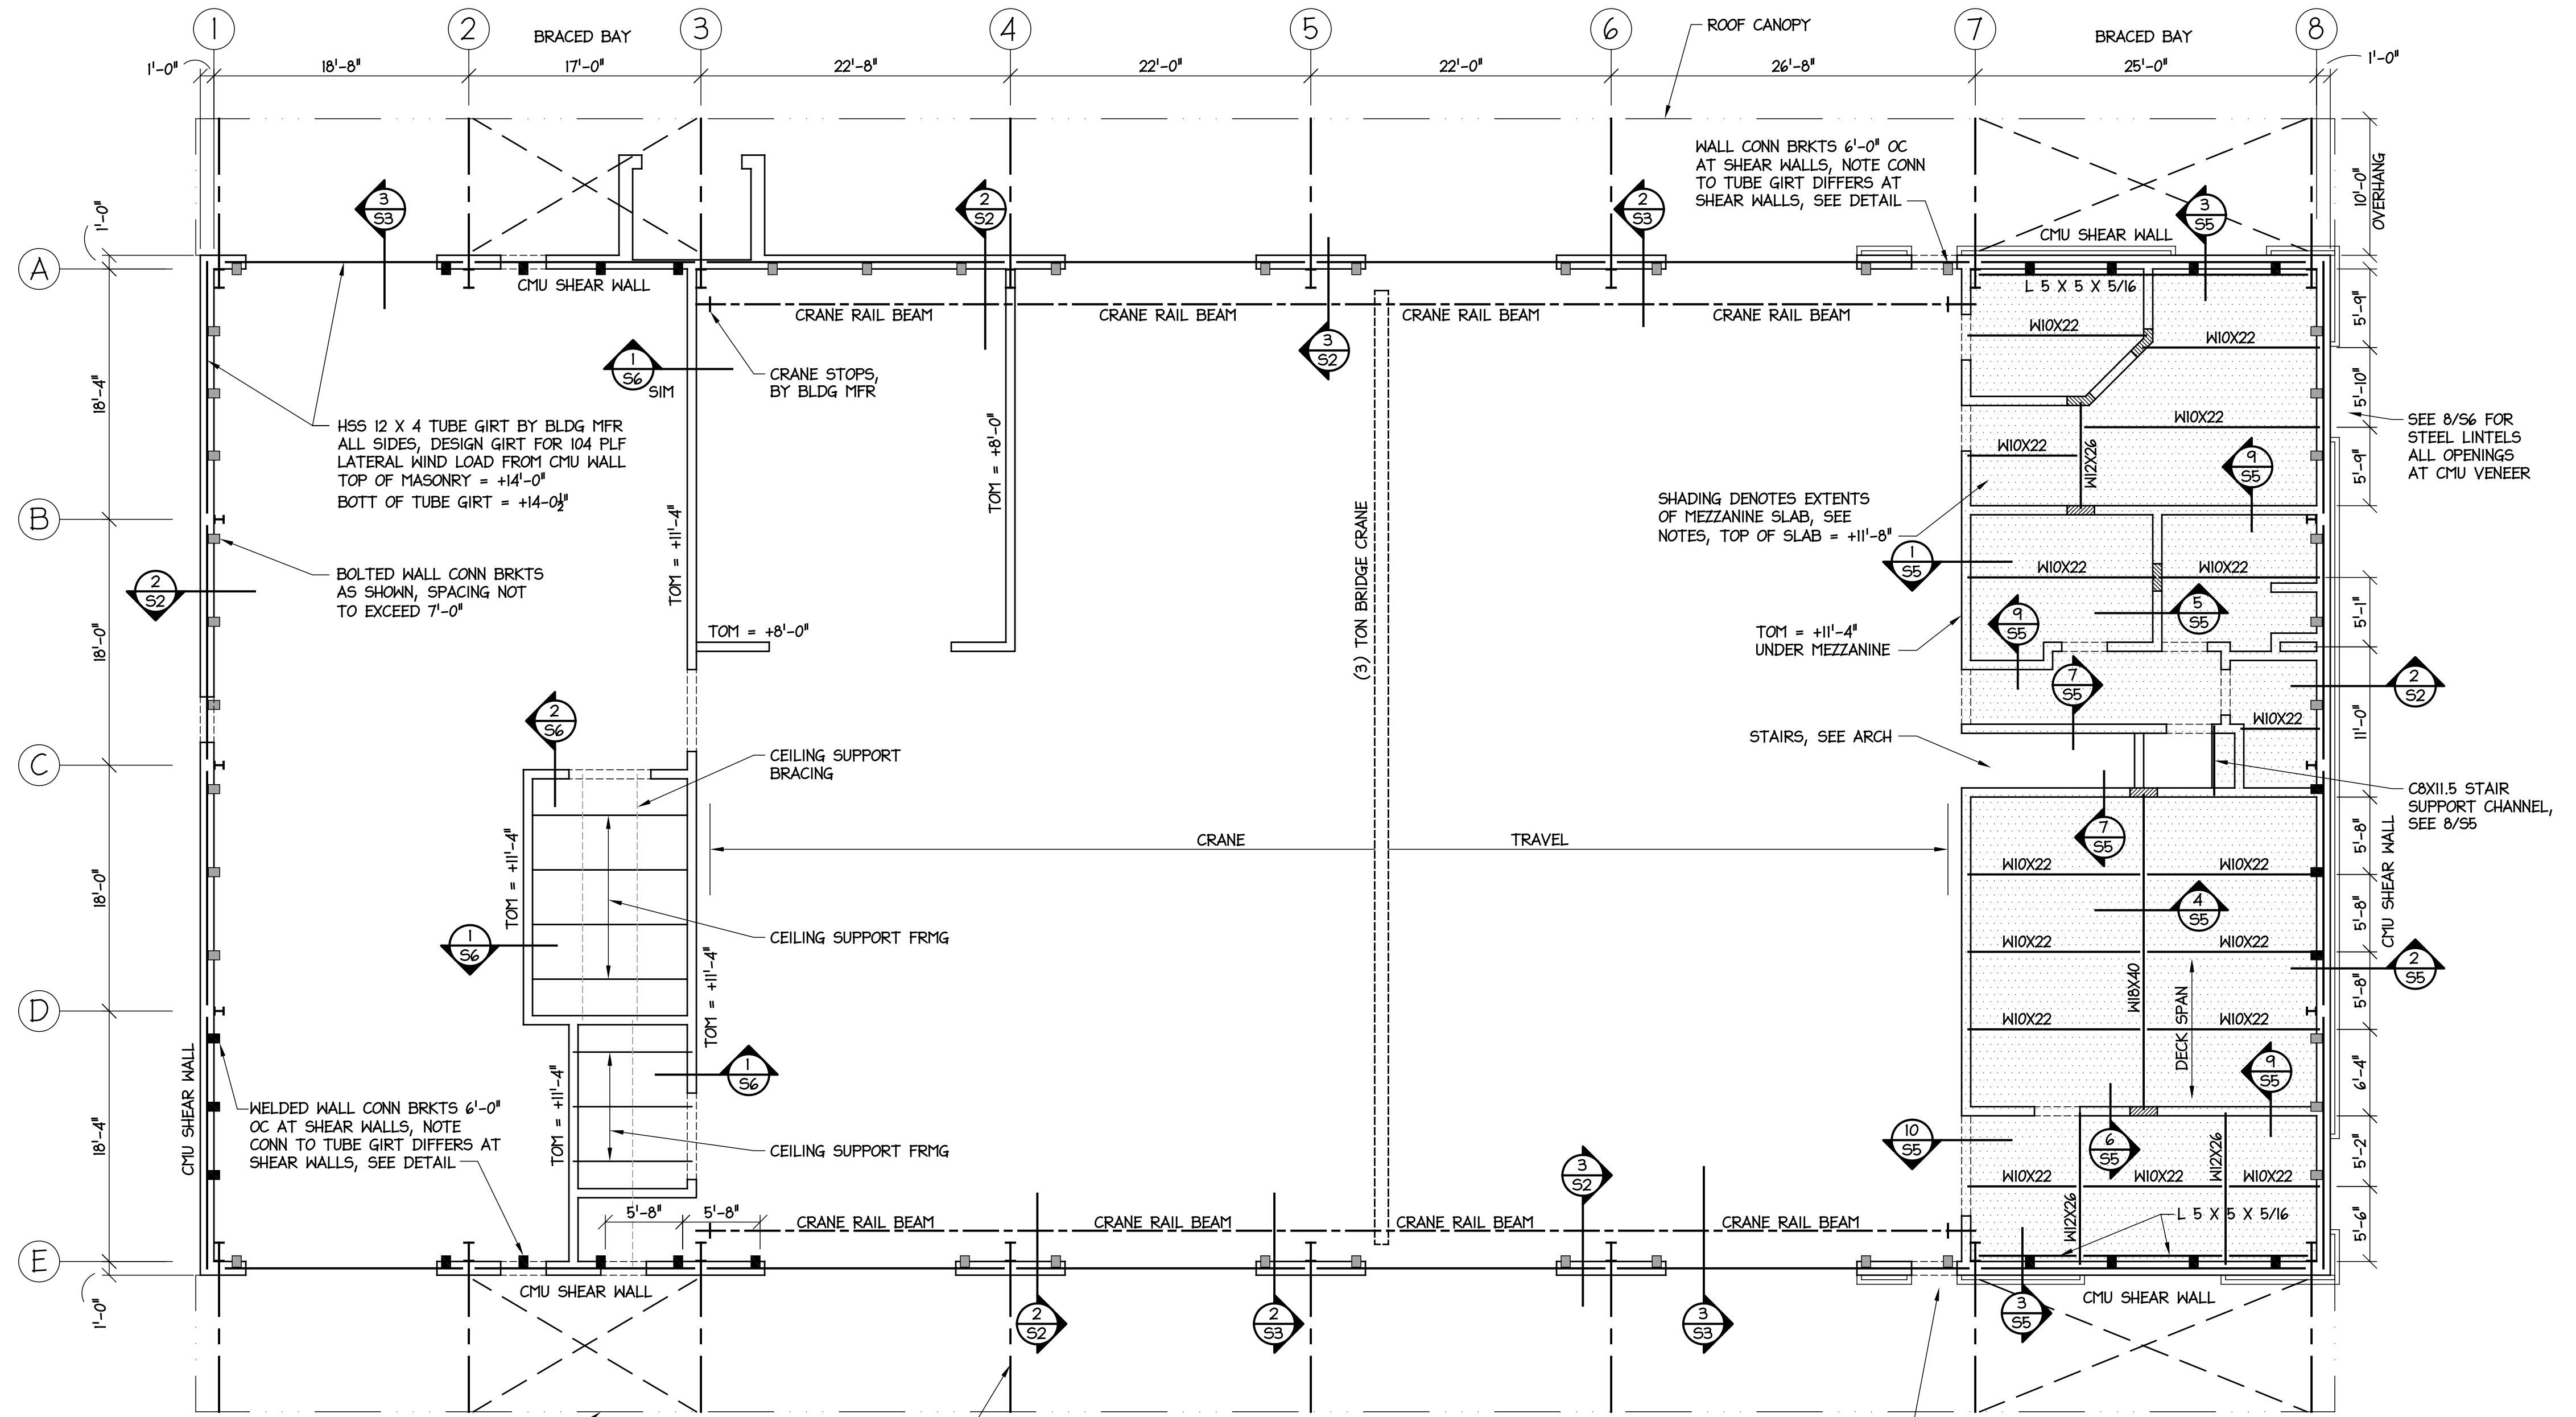 1
2
3
4
5
6
7
8
BRACED BAY
BRACED BAY
ROOF CANOPY
1'-0"
18'-8"
17'-0"
22'-8"
22'-0"
22'-0"
26'-8"
25'-0"
1'-0"
WALL CONN BRKTS 6'-0" OC
AT SHEAR WALLS, NOTE CONN
TO TUBE GIRT DIFFERS AT
SHEAR WALLS, SEE DETAIL
10'-0"
OVERHANG
3
S3
2
S2
2
S3
3
S5
1'-0"
A
CMU SHEAR WALL
CMU SHEAR WALL
L 5 X 5 X 5/16
CRANE RAIL BEAM
CRANE RAIL BEAM
CRANE RAIL BEAM
CRANE RAIL BEAM
W10X22
W10X22
5'-9"
1
S6
SIM
3
S2
CRANE STOPS,
BY BLDG MFR
18'-4"
5'-10"
HSS 12 X 4 TUBE GIRT BY BLDG MFR
ALL SIDES, DESIGN GIRT FOR 104 PLF
LATERAL WIND LOAD FROM CMU WALL
TOP OF MASONRY = +14'-0"
BOTT OF TUBE GIRT = +14-0½"
TOM = +8'-0"
W10X22
W10X22
W12X26
9
S5
5'-9"
SEE 8/S6 FOR
STEEL LINTELS
ALL OPENINGS
AT CMU VENEER
SHADING DENOTES EXTENTS
OF MEZZANINE SLAB, SEE
NOTES, TOP OF SLAB = +11'-8"
B
TOM = +11'-4"
(3) TON BRIDGE CRANE
1
S5
W10X22
W10X22
BOLTED WALL CONN BRKTS
AS SHOWN, SPACING NOT
TO EXCEED 7'-0"
2
S2
18'-0"
TOM = +8'-0"
TOM = +11'-4"
UNDER MEZZANINE
9
S5
5
S5
5'-1"
7
S5
2
S2
2
S6
W10X22
11'-0"
STAIRS, SEE ARCH
C
CEILING SUPPORT
BRACING
C8X11.5 STAIR
SUPPORT CHANNEL,
SEE 8/S5
CRANE
TRAVEL
7
S5
5'-8"
CMU SHEAR WALL
W10X22
W10X22
18'-0"
TOM = +11'-4"
4
S5
5'-8"
1
S6
CEILING SUPPORT FRMG
W10X22
W10X22
2
S5
TOM = +11'-4"
W18X40
DECK SPAN
5'-8"
D
W10X22
W10X22
1
S6
9
S5
6'-4"
CMU SHEAR WALL
TOM = +11'-4"
WELDED WALL CONN BRKTS 6'-0"
OC AT SHEAR WALLS, NOTE
CONN TO TUBE GIRT DIFFERS AT
SHEAR WALLS, SEE DETAIL
18'-4"
CEILING SUPPORT FRMG
10
S5
6
S5
W12X26
5'-2"
3
S2
W10X22
W10X22
W10X22
5'-8"
5'-8"
CRANE RAIL BEAM
CRANE RAIL BEAM
CRANE RAIL BEAM
CRANE RAIL BEAM
W12X26
L 5 X 5 X 5/16
5'-6"
E
1'-0"
CMU SHEAR WALL
CMU SHEAR WALL
2
S2
2
S3
3
S3
3
S5